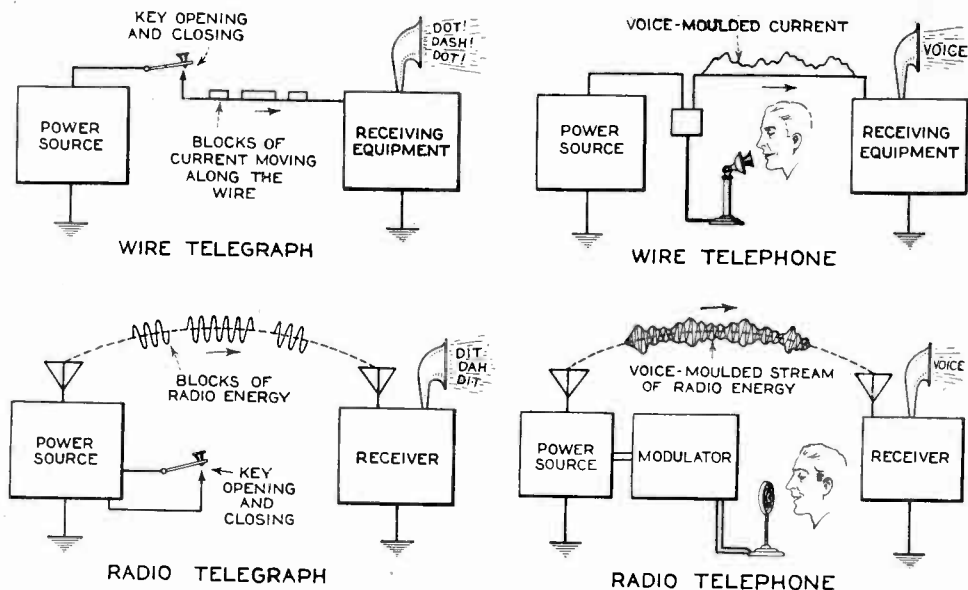 KEY OPENING
AND CLOSING
DOT!
DASH!
DOT!
POWER
SOURCE
BLOCKS OF
CURRENT MOVING
ALONG THE
WIRE
RECEIVING
EQUIPMENT
WIRE TELEGRAPH
VOICE-MOULDED CURRENT
VOICE
POWER
SOURCE
RECEIVING
EQUIPMENT
WIRE TELEPHONE
BLOCKS OF
RADIO ENERGY
DIT
DAH
DIT
POWER
SOURCE
KEY
OPENING
AND
CLOSING
RECEIVER
RADIO TELEGRAPH
VOICE-MOULDED STREAM
OF RADIO ENERGY
VOICE
POWER
SOURCE
MODULATOR
RECEIVER
RADIO TELEPHONE